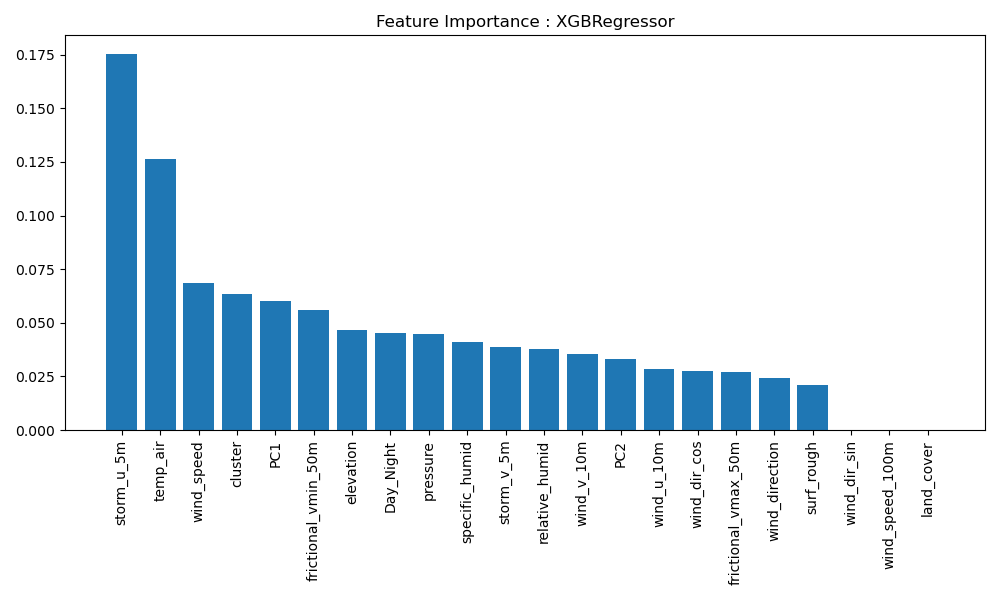 Feature Importance : XGBRegressor
0.175
0.150
0.125
0.100
0.075
0.050
0.025
0.000
storm_u_5m
temp_air
wind_speed
cluster
PC1
frictional_vmin_50m
elevation
Day_Night
pressure
specific_humid
storm_v_5m
relative_humid
wind_v_10m
PC2
wind_u_10m
wind_dir_cos
frictional_vmax_50m
wind_direction
surf_rough
wind_dir_sin
wind_speed_100m
land_cover